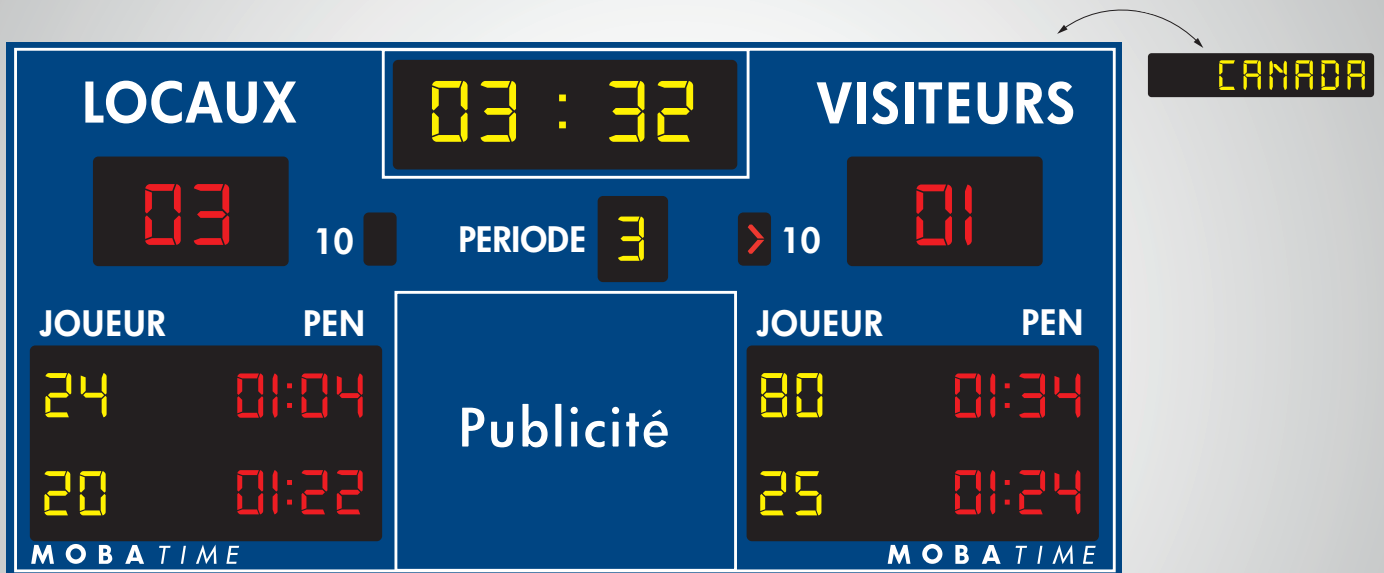 CANADA
LOCAUX
03 : 32
VISITEURS
03
10
PERIODE 3
> 10
01
JOUEUR PEN
24 01:04
20 01:22
MOBATIME
Publicité
JOUEUR PEN
80 01:34
25 01:24
MOBATIME